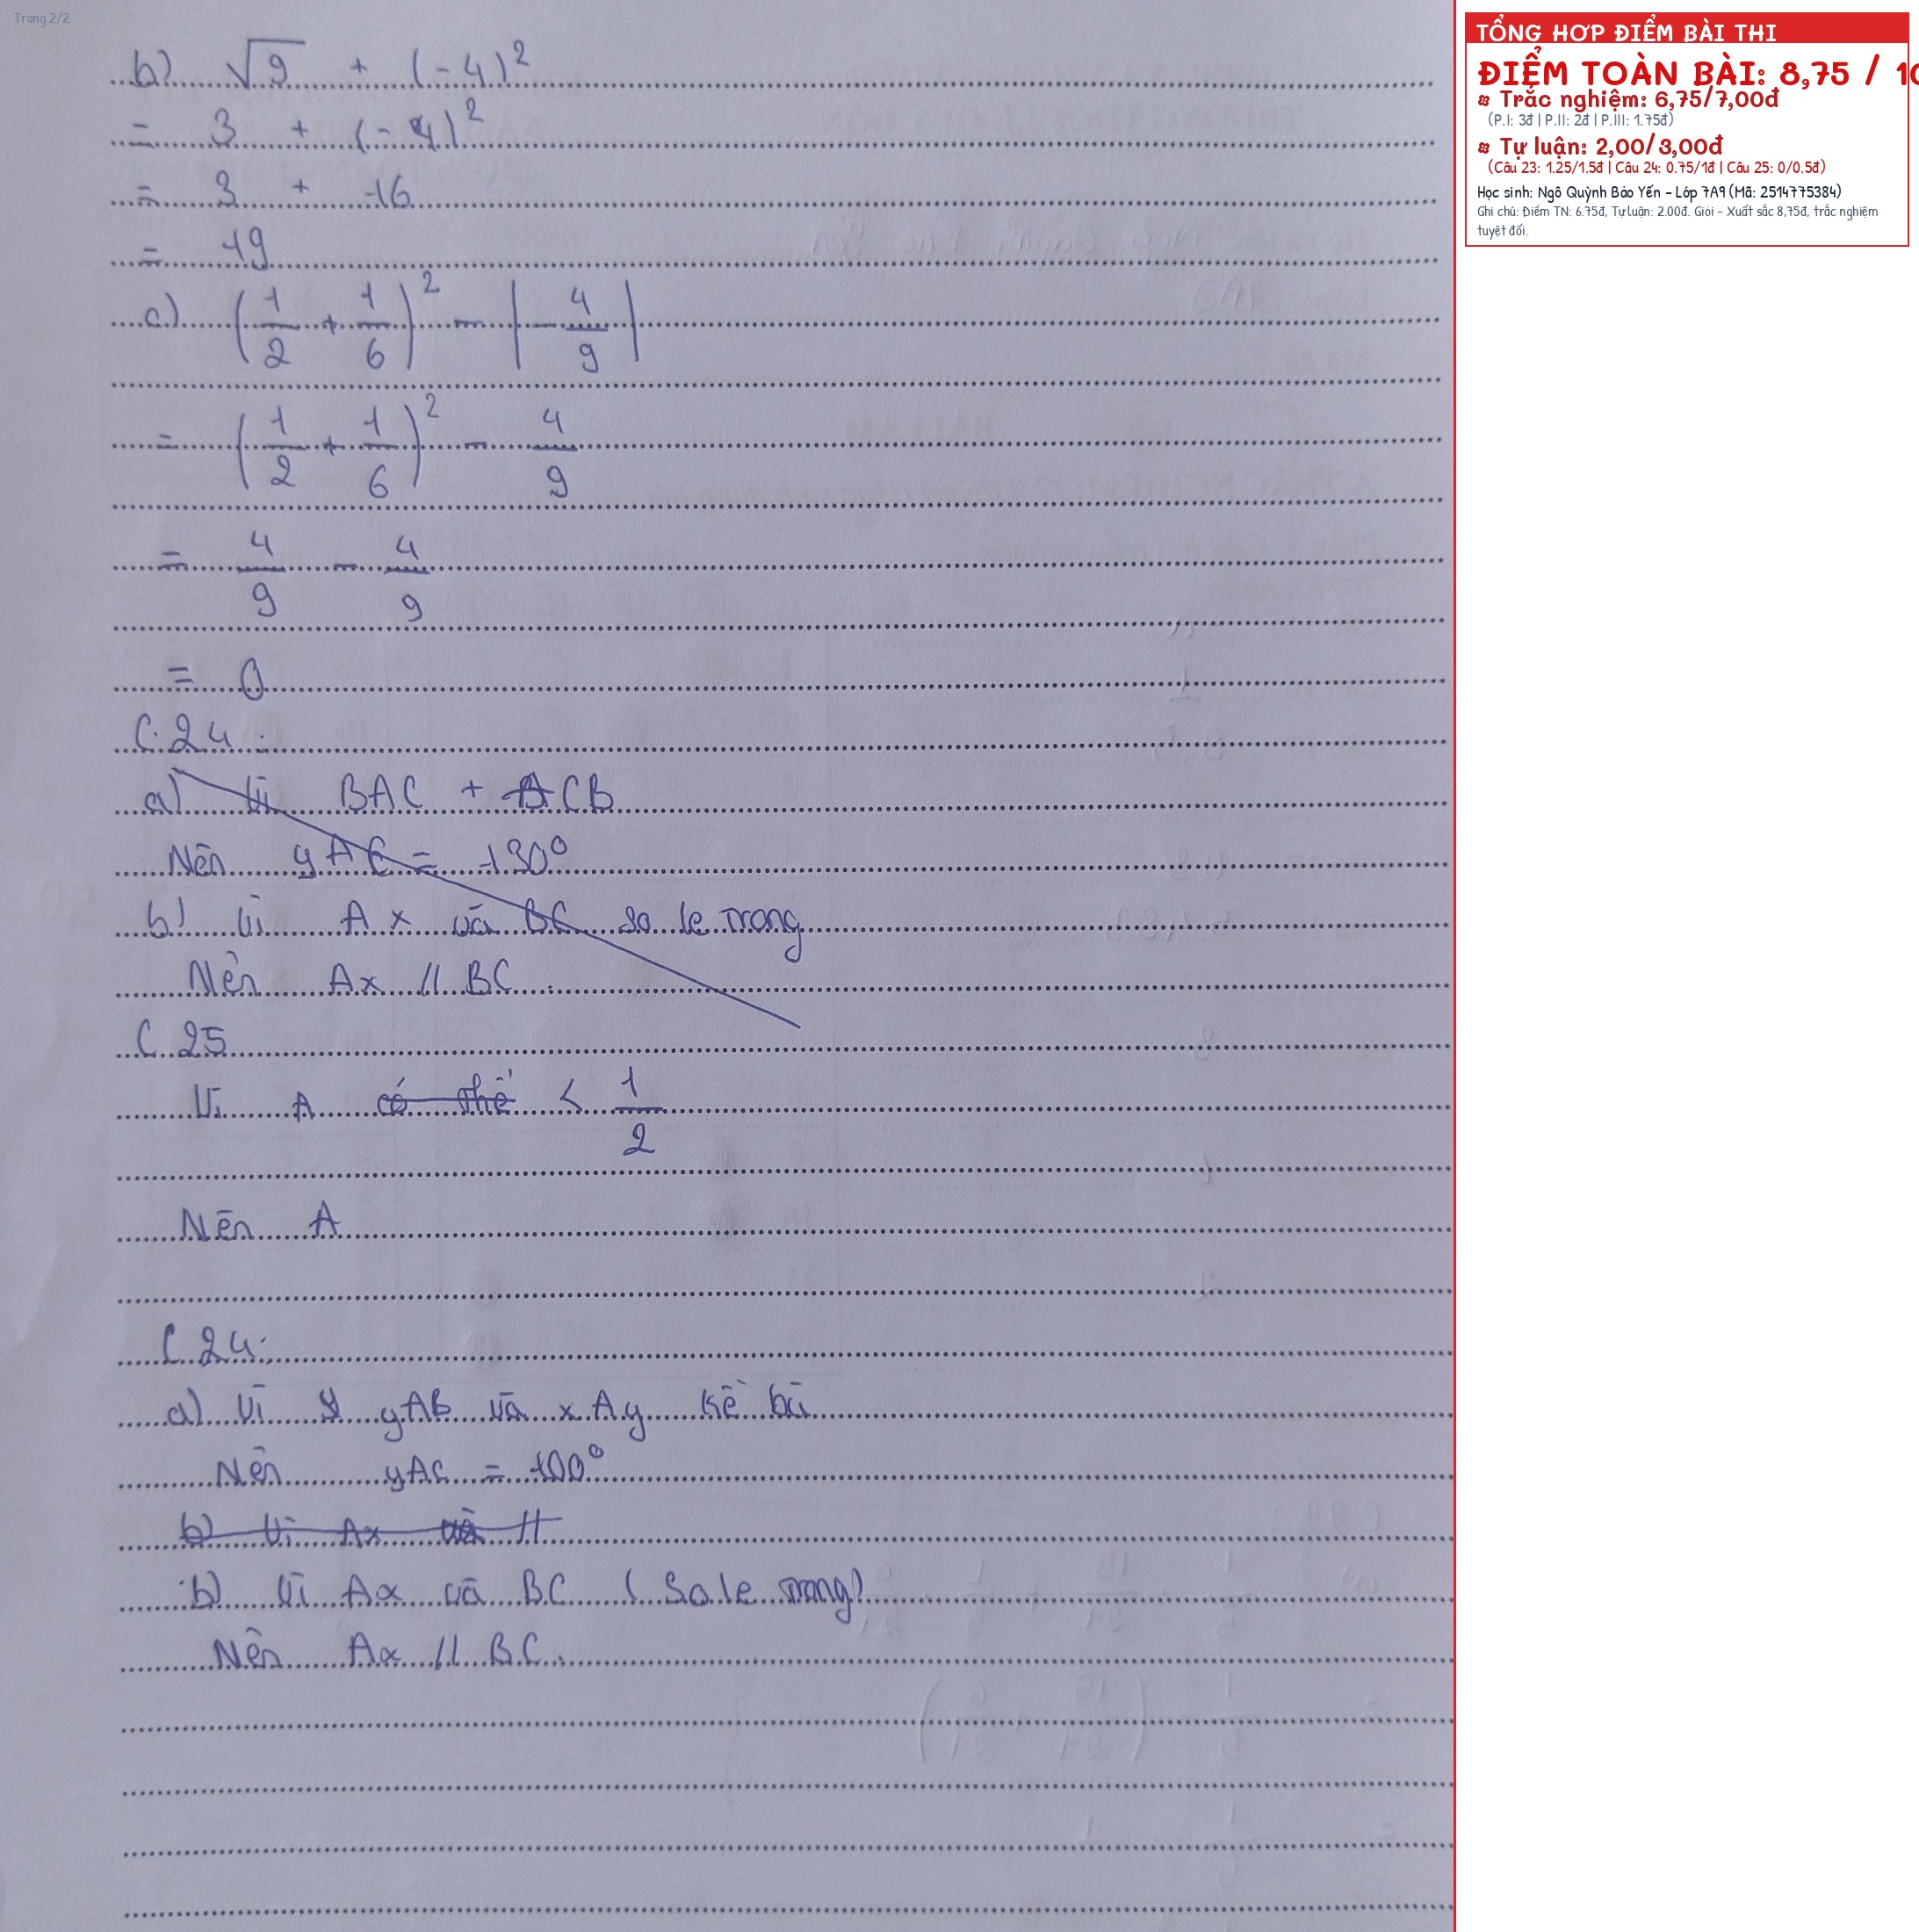 Trang 2/2
b) √9 + (-4)²
= 3 + (-4)²
= 3 + 16
= 19
c) (1/2 + 1/6)² - |-4/9|
= (1/2 + 1/6)² - 4/9
= 4/9 - 4/9
= 0
C.24:
a) Vì BAC + ACB
Nên yAC = 130°
b) Vì Ax và BC so le trong
Nên Ax // BC.
C.25
Vì A có thể < 1/2
Nên A
C.24:
a) Vì yAB và xAy kề bù
Nên yAC = 100°
b) Vì Ax và //
b) Vì Ax và BC (so le trong)
Nên Ax // BC.
TỔNG HỢP ĐIỂM BÀI THI
ĐIỂM TOÀN BÀI: 8,75 / 10
Trắc nghiệm: 6,75/7,00đ
(P.I: 3đ | P.II: 2đ | P.III: 1.75đ)
Tự luận: 2,00/3,00đ
(Câu 23: 1.25/1.5đ | Câu 24: 0.75/1đ | Câu 25: 0/0.5đ)
Học sinh: Ngô Quỳnh Bảo Yến - Lớp 7A9 (Mã: 2514775384)
Ghi chú: Điểm TN: 6.75đ, Tự luận: 2.00đ. Giỏi - Xuất sắc 8,75đ, trắc nghiệm
tuyệt đối.